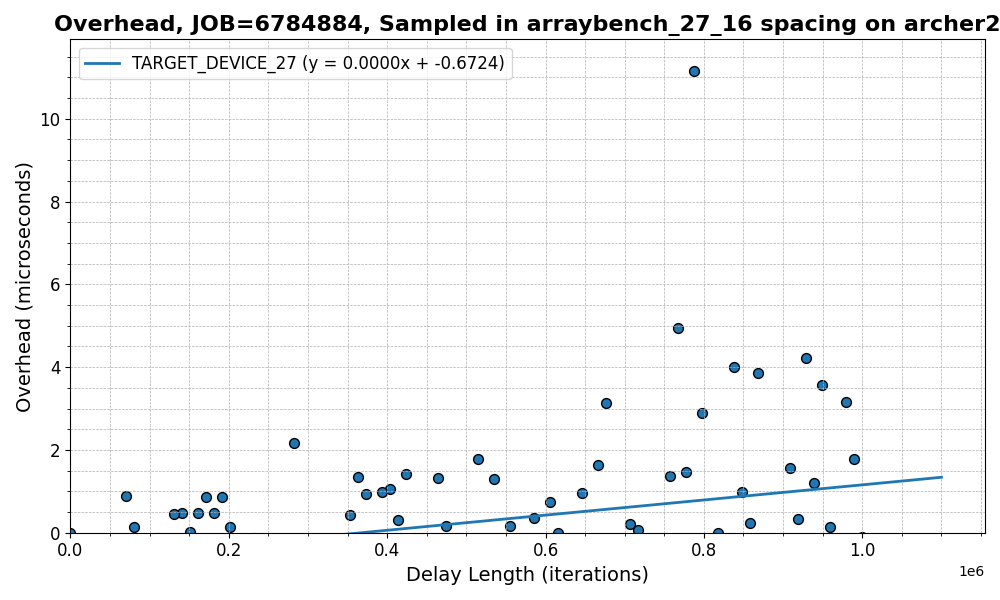 Overhead, JOB=6784884, Sampled in arraybench_27_16 spacing on archer2
TARGET_DEVICE_27 (y = 0.0000x + -0.6724)
Overhead (microseconds)
10
8
6
4
2
0
0.0 0.2 0.4 0.6 0.8 1.0
1e6
Delay Length (iterations)